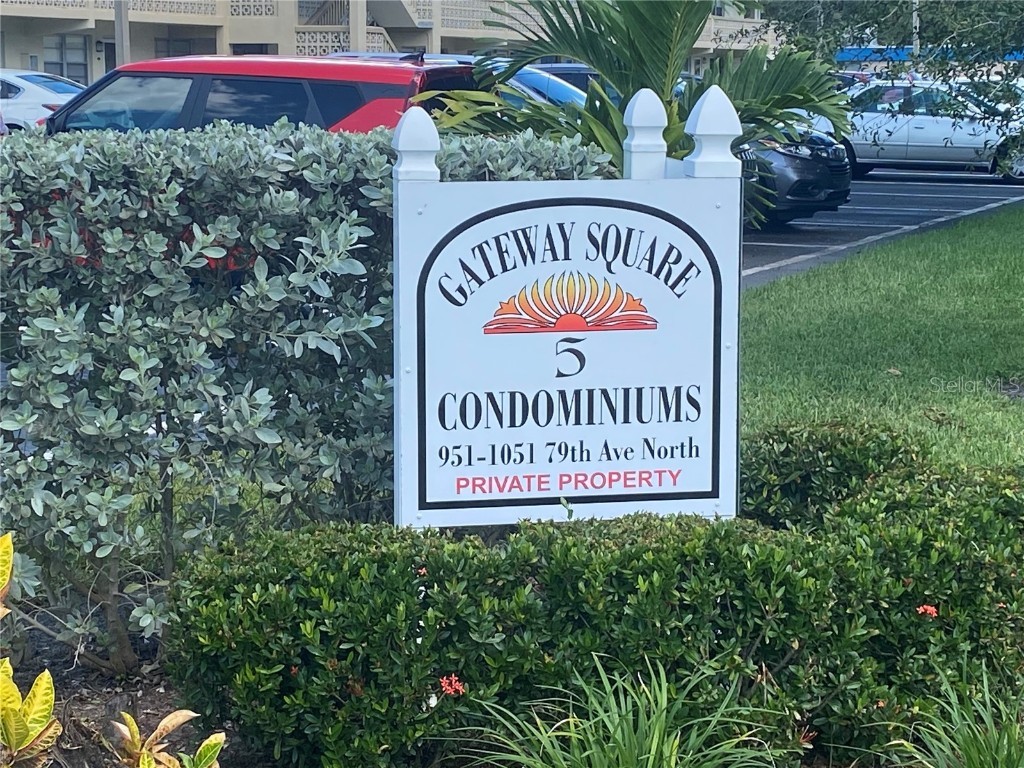 GATEWAY SQUARE
5
CONDOMINIUMS
951-1051 79th Ave North
PRIVATE PROPERTY
Stellar MLS